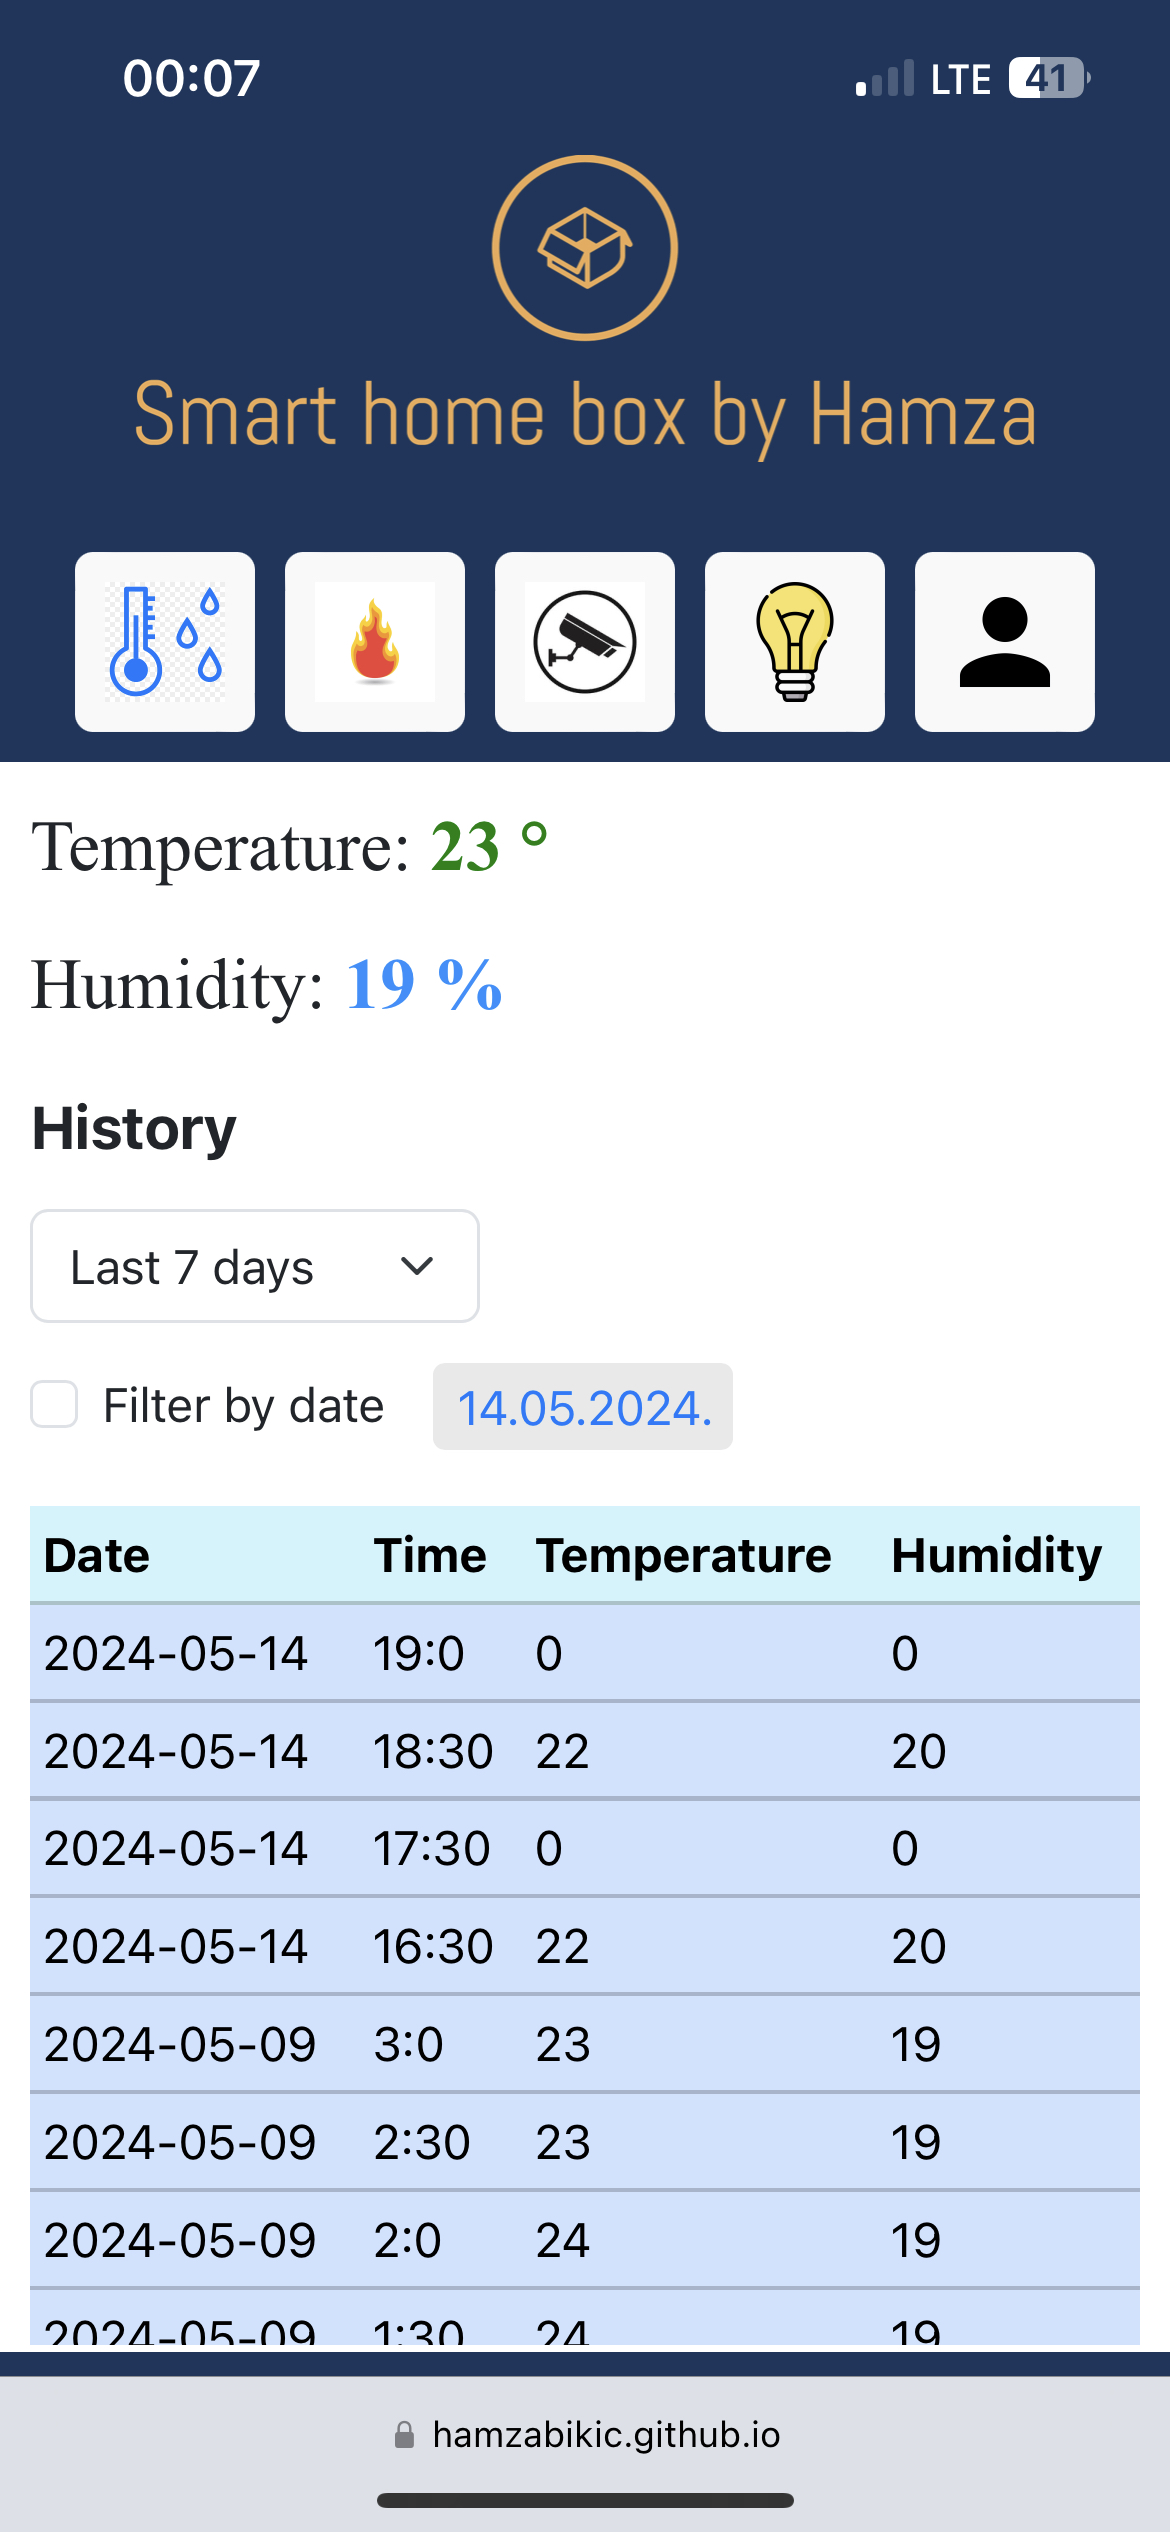 00:07 LTE 41
Smart home box by Hamza
Temperature: 23 °
Humidity: 19 %
History
Last 7 days
Filter by date 14.05.2024.
Date Time Temperature Humidity
2024-05-14 19:0 0 0
2024-05-14 18:30 22 20
2024-05-14 17:30 0 0
2024-05-14 16:30 22 20
2024-05-09 3:0 23 19
2024-05-09 2:30 23 19
2024-05-09 2:0 24 19
2024-05-09 1:30 24 19
hamzabikic.github.io